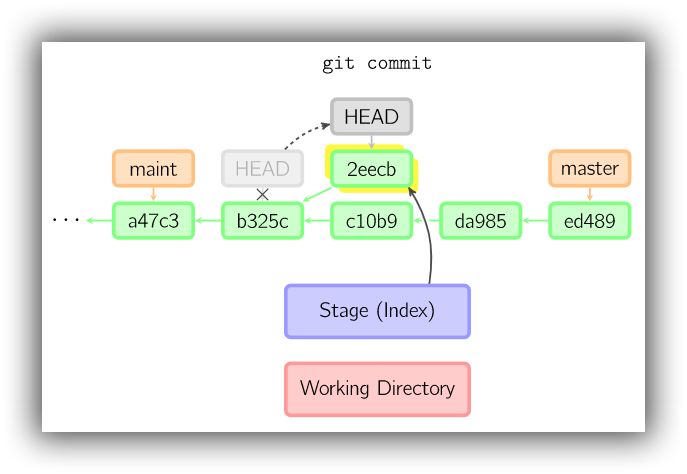 git commit
HEAD
maint
HEAD
2eecb
master
...
a47c3
b325c
c10b9
da985
ed489
Stage (Index)
Working Directory